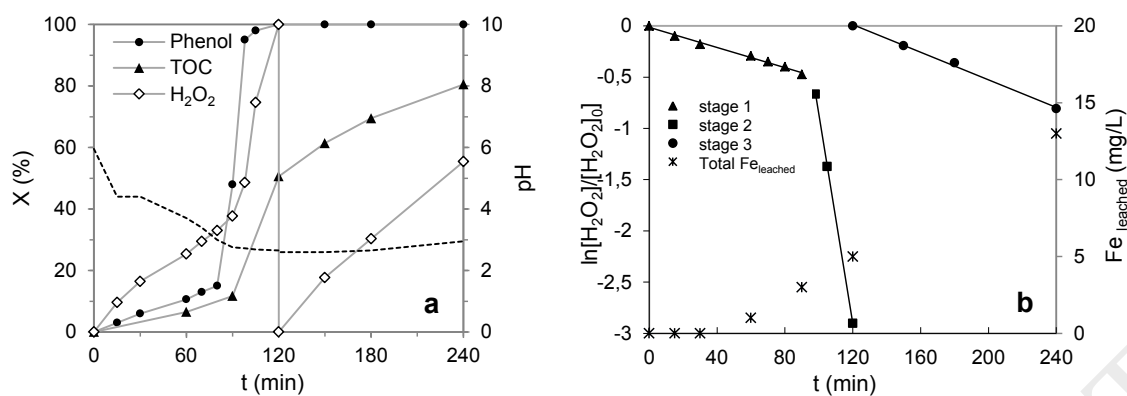 100
80
60
40
20
0
X (%)
10
8
6
4
2
0
pH
Phenol
TOC
H₂O₂
a
0
60
120
180
240
t (min)
0
-0,5
-1
-1,5
-2
-2,5
-3
ln[H₂O₂]/[H₂O₂]₀]
20
15
10
5
0
Fe leached (mg/L)
stage 1
stage 2
stage 3
Total Fe leached
b
0
40
80
120
160
200
240
t (min)